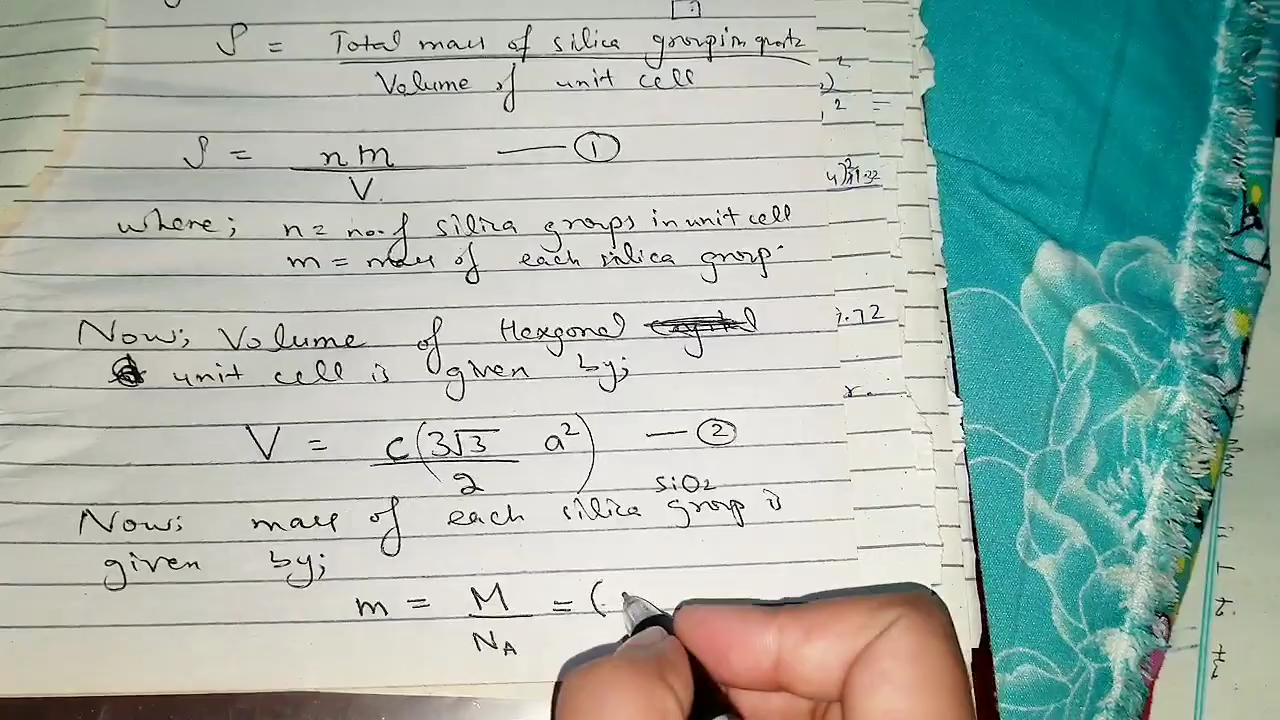 ρ = Total mass of silica group in quartz
Volume of unit cell
ρ = nm — ①
V
where; n = no. of silica groups in unit cell
m = mass of each silica group.
Now; Volume of Hexgonal
unit cell is given by;
V = c(3√3 a²) — ②
2
SiO2
Now; mass of each silica group is
given by;
m = M = (
NA